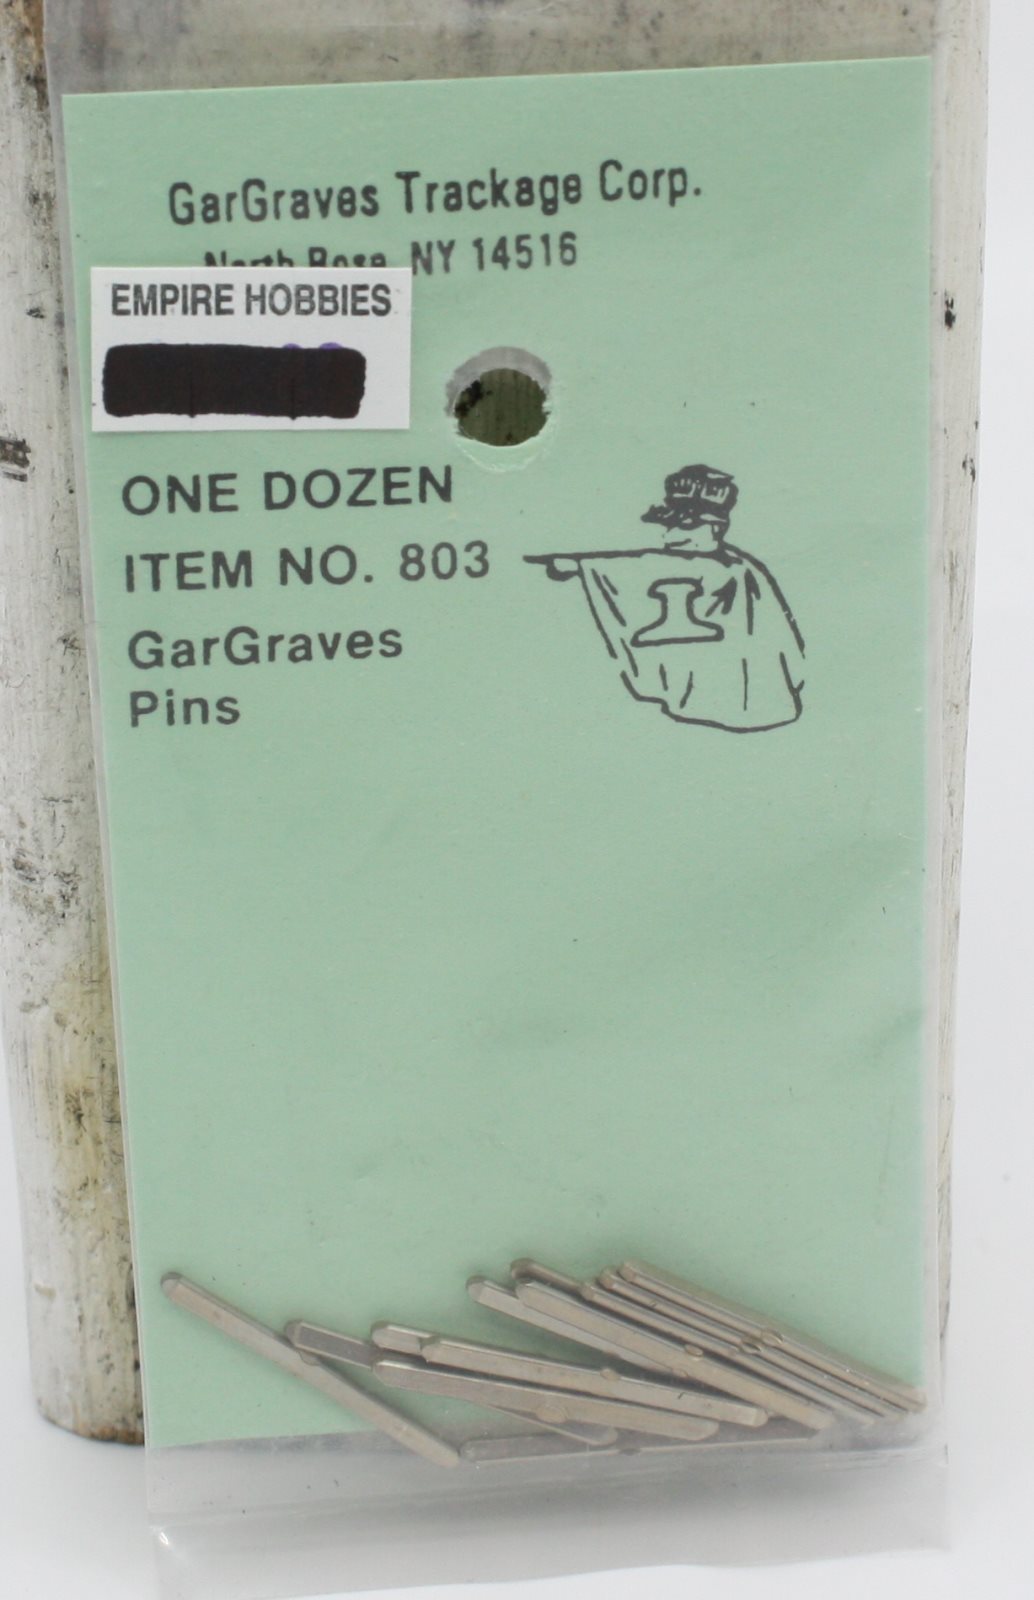 GarGraves Trackage Corp.
North Rose, NY 14516
EMPIRE HOBBIES
ONE DOZEN
ITEM NO. 803
GarGraves
Pins